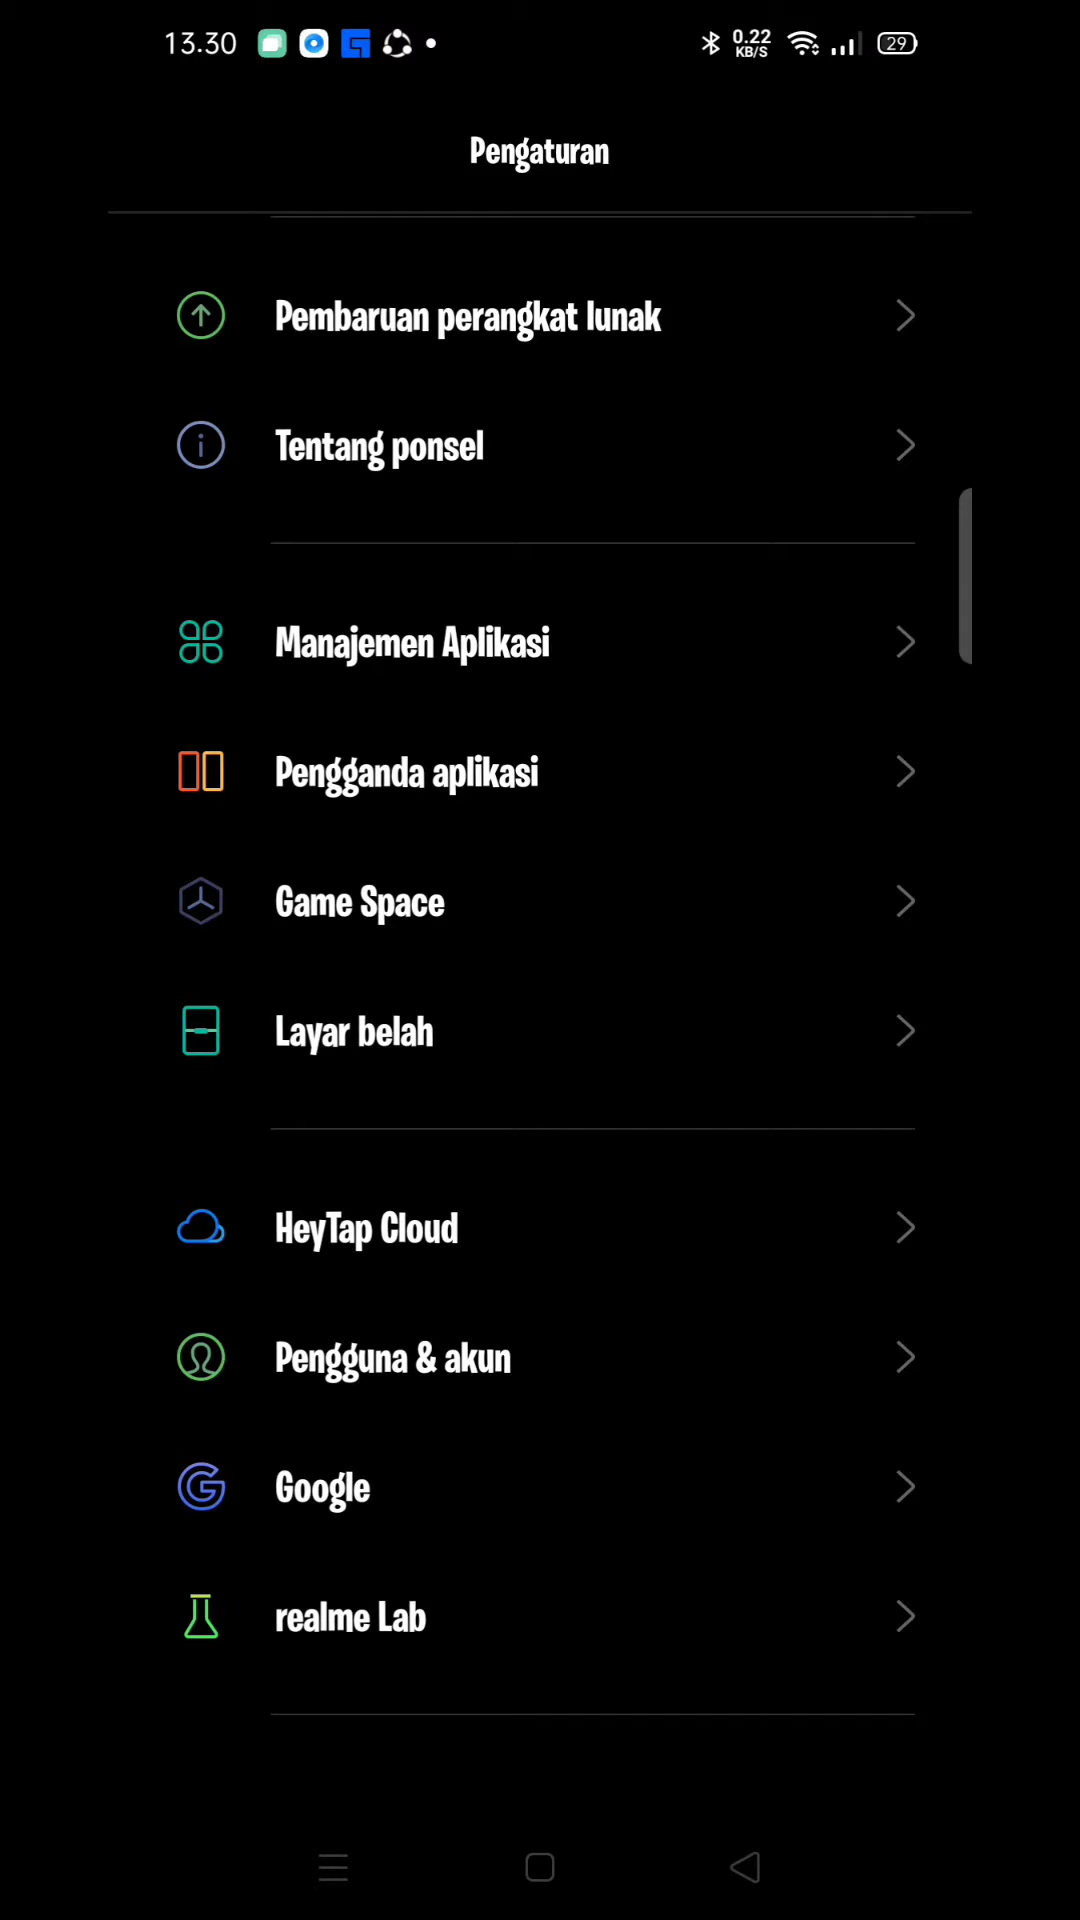 13.30 0.22 29
KB/S
Pengaturan
Pembaruan perangkat lunak
Tentang ponsel
Manajemen Aplikasi
Pengganda aplikasi
Game Space
Layar belah
HeyTap Cloud
Pengguna & akun
Google
realme Lab